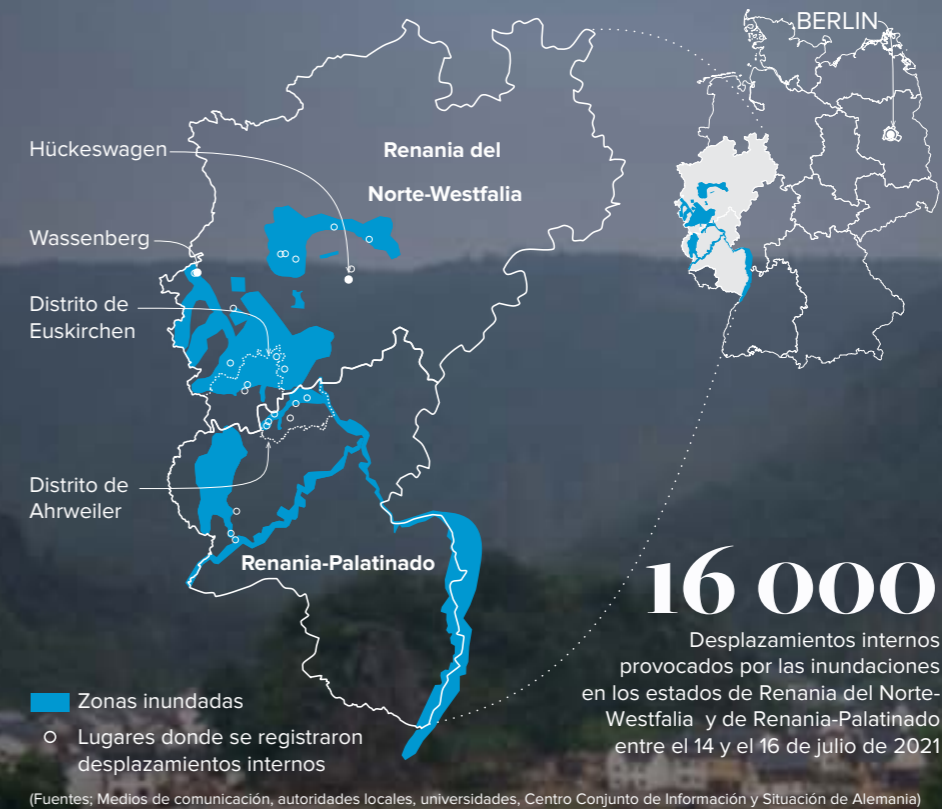 BERLIN
Hückeswagen
Renania del
Norte-Westfalia
Wassenberg
Distrito de
Euskirchen
Distrito de
Ahrweiler
Renania-Palatinado
16 000
Desplazamientos internos
provocados por las inundaciones
en los estados de Renania del Norte-
Westfalia y de Renania-Palatinado
entre el 14 y el 16 de julio de 2021
Zonas inundadas
Lugares donde se registraron
desplazamientos internos
(Fuentes; Medios de comunicación, autoridades locales, universidades, Centro Conjunto de Información y Situación de Alemania)